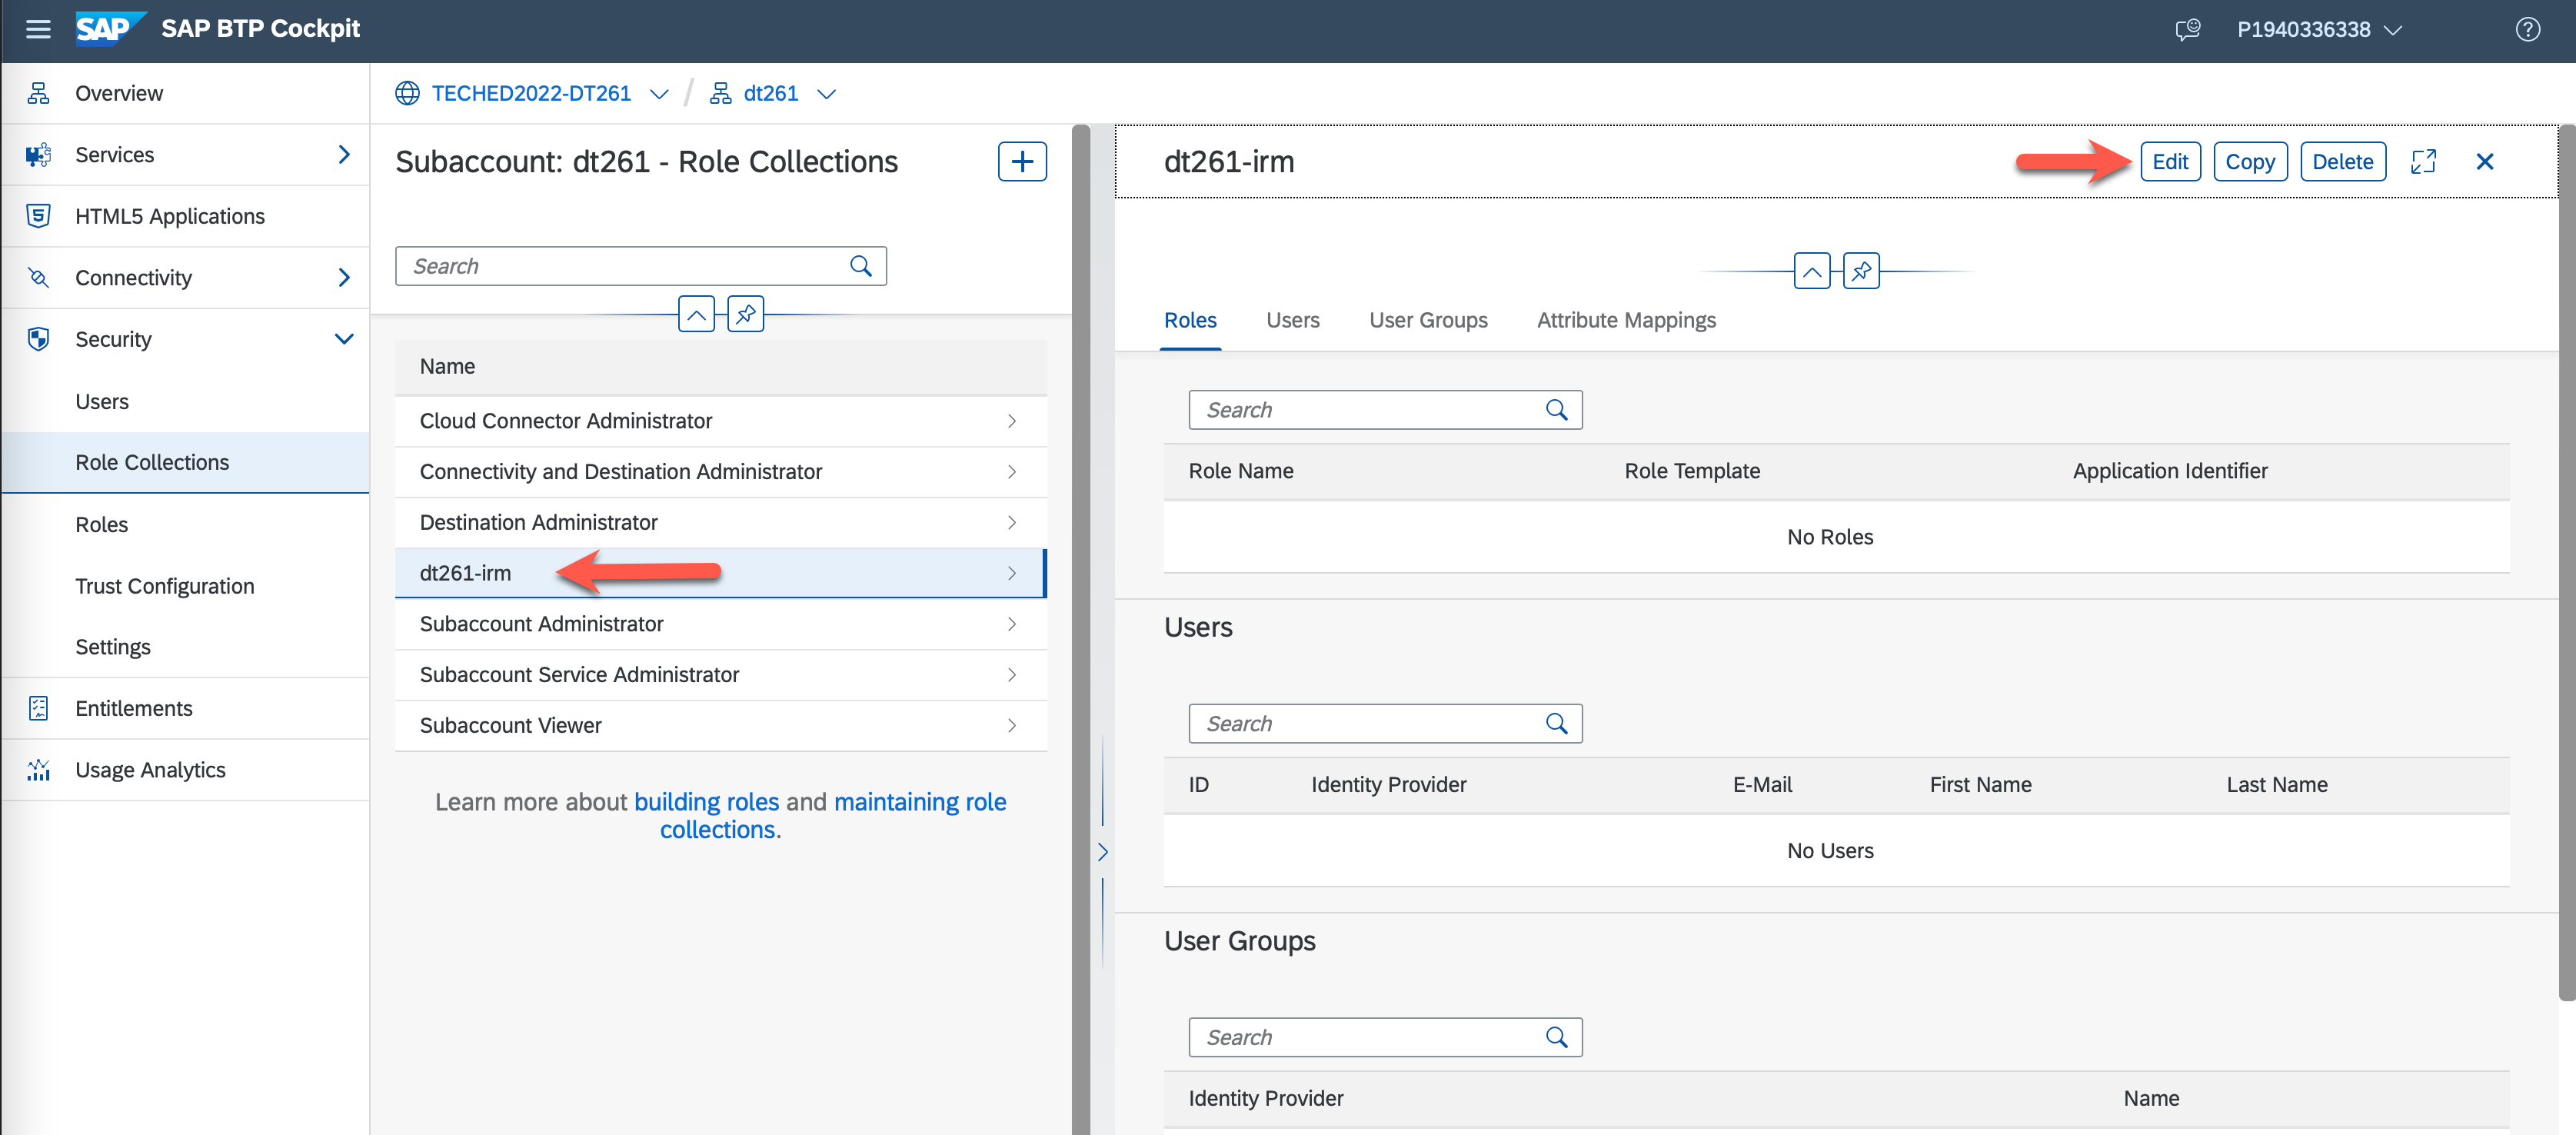 SAP SAP BTP Cockpit
P1940336338
Overview
Services
HTML5 Applications
Connectivity
Security
Users
Role Collections
Roles
Trust Configuration
Settings
Entitlements
Usage Analytics
TECHED2022-DT261 / dt261
Subaccount: dt261 - Role Collections
Search
Name
Cloud Connector Administrator
Connectivity and Destination Administrator
Destination Administrator
dt261-irm
Subaccount Administrator
Subaccount Service Administrator
Subaccount Viewer
Learn more about building roles and maintaining role
collections.
dt261-irm
Edit Copy Delete
Roles Users User Groups Attribute Mappings
Search
Role Name Role Template Application Identifier
No Roles
Users
Search
ID Identity Provider E-Mail First Name Last Name
No Users
User Groups
Search
Identity Provider Name